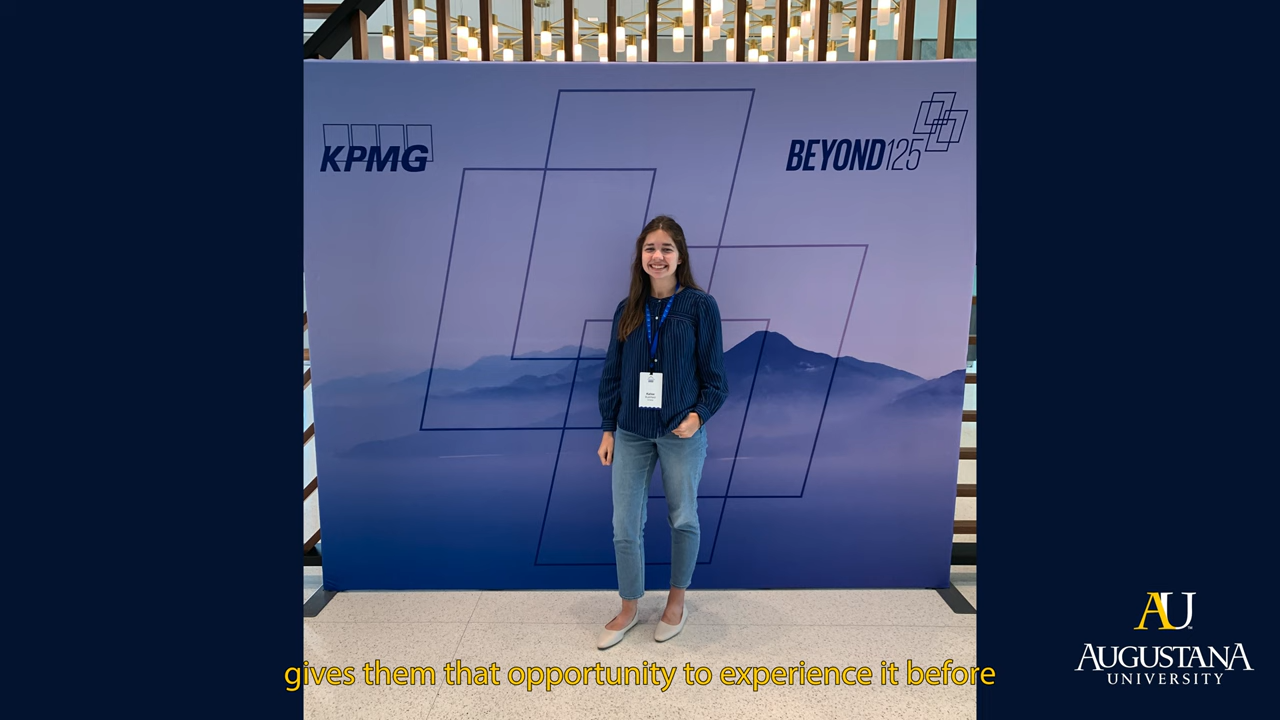 KPMG
BEYOND125
gives them that opportunity to experience it before
AU
AUGUSTANA
UNIVERSITY